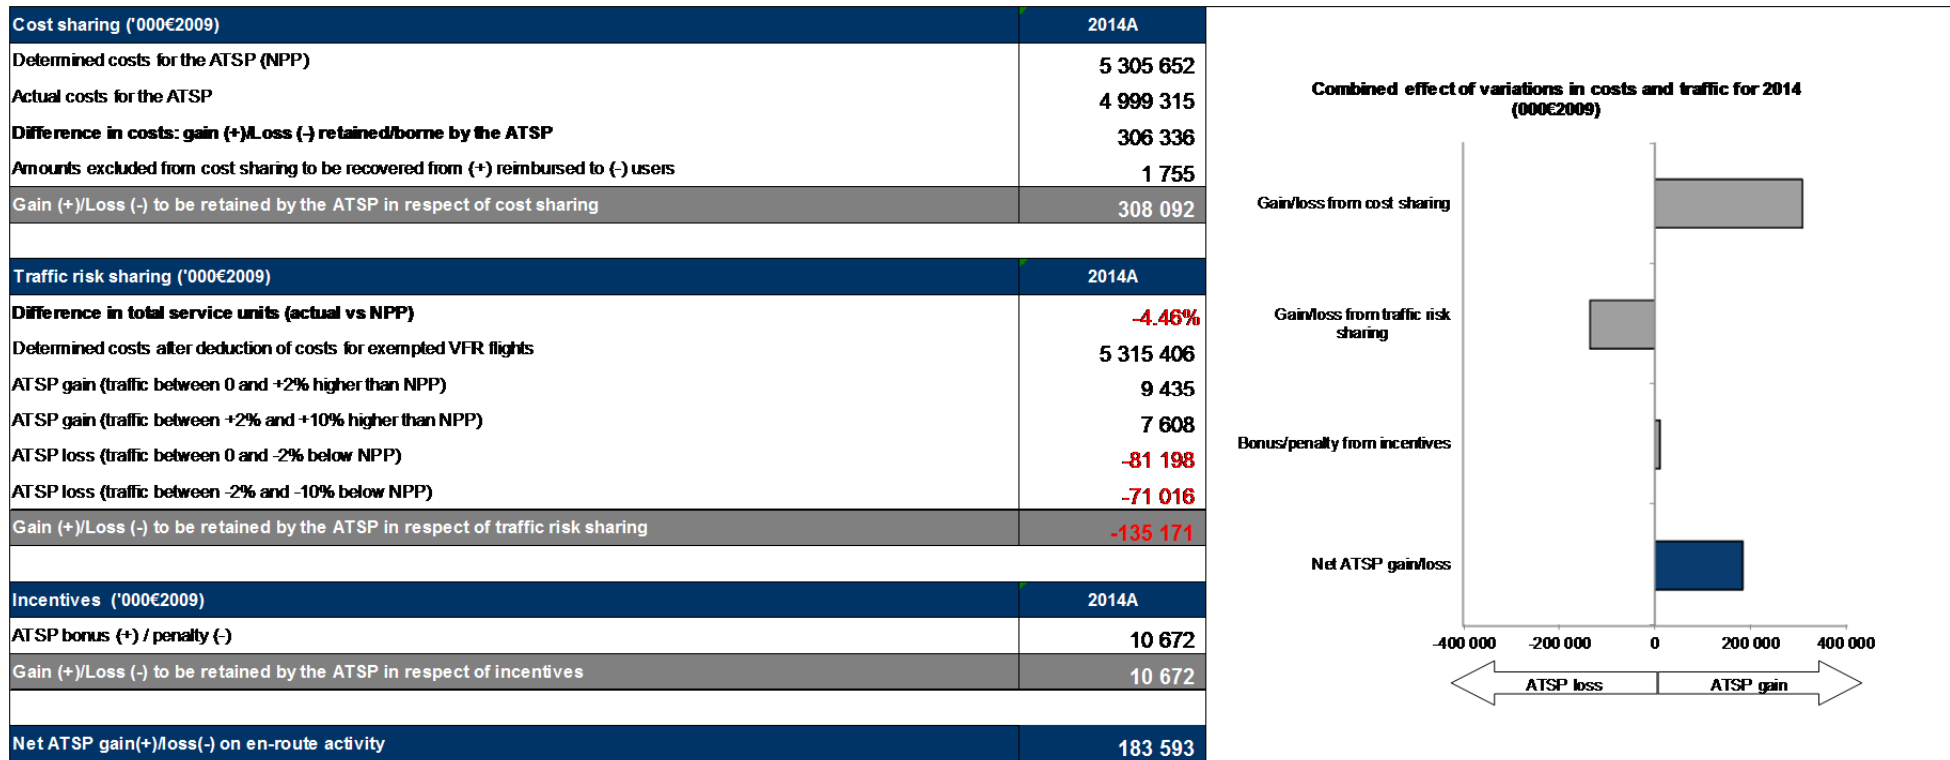 Cost sharing ('000€2009) 2014A
Determined costs for the ATSP (NPP) 5 305 652
Actual costs for the ATSP 4 999 315
Difference in costs: gain (+)/Loss (-) retained/borne by the ATSP 306 336
Amounts excluded from cost sharing to be recovered from (+) reimbursed to (-) users 1 755
Gain (+)/Loss (-) to be retained by the ATSP in respect of cost sharing 308 092
Traffic risk sharing ('000€2009) 2014A
Difference in total service units (actual vs NPP) -4.46%
Determined costs after deduction of costs for exempted VFR flights 5 315 406
ATSP gain (traffic between 0 and +2% higher than NPP) 9 435
ATSP gain (traffic between +2% and +10% higher than NPP) 7 608
ATSP loss (traffic between 0 and -2% below NPP) -81 198
ATSP loss (traffic between -2% and -10% below NPP) -71 016
Gain (+)/Loss (-) to be retained by the ATSP in respect of traffic risk sharing -135 171
Incentives ('000€2009) 2014A
ATSP bonus (+) / penalty (-) 10 672
Gain (+)/Loss (-) to be retained by the ATSP in respect of incentives 10 672
Net ATSP gain(+)/loss(-) on en-route activity 183 593
Combined effect of variations in costs and traffic for 2014
(000€2009)
Gain/loss from cost sharing
Gain/loss from traffic risk
sharing
Bonus/penalty from incentives
Net ATSP gain/loss
-400 000 -200 000 0 200 000 400 000
ATSP loss ATSP gain